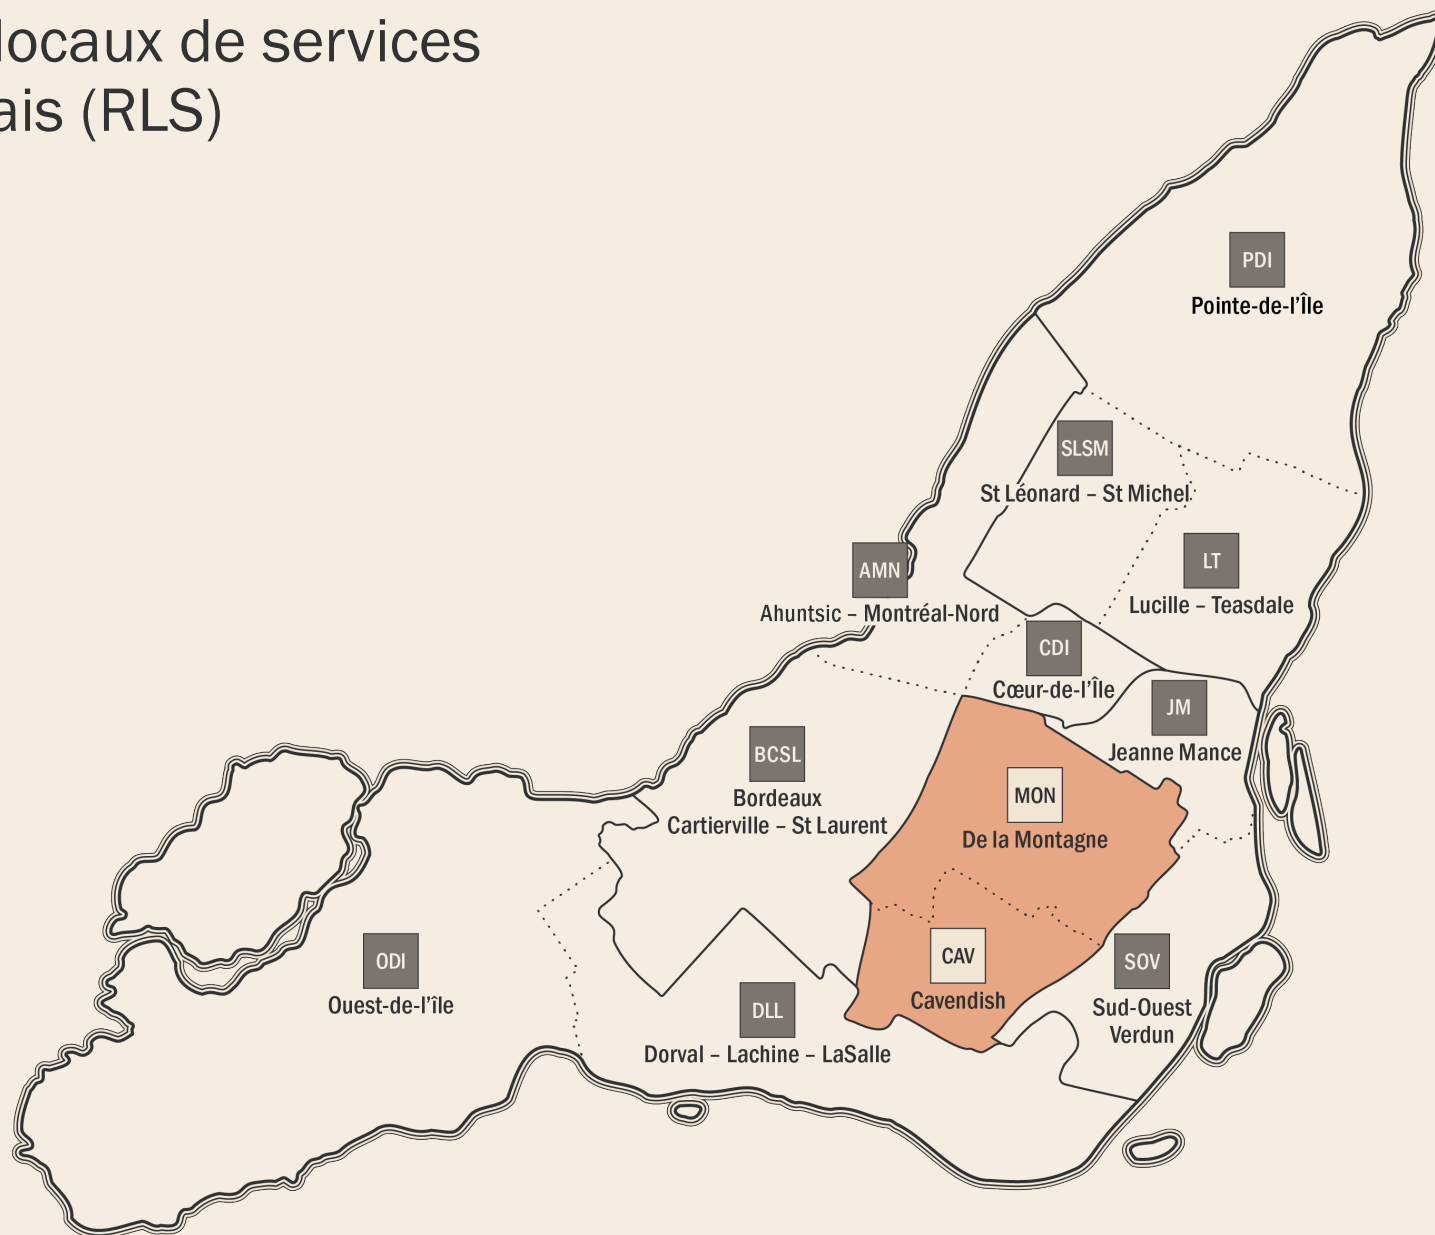 locaux de services
ais (RLS)
PDI
Pointe-de-l'Île
SLSM
St Léonard – St Michel
LT
Lucille – Teasdale
AMN
Ahuntsic – Montréal-Nord
CDI
Cœur-de-l'Île
JM
Jeanne Mance
BCSL
Bordeaux
Cartierville – St Laurent
MON
De la Montagne
CAV
Cavendish
SOV
Sud-Ouest
Verdun
ODI
Ouest-de-l'île
DLL
Dorval – Lachine – LaSalle